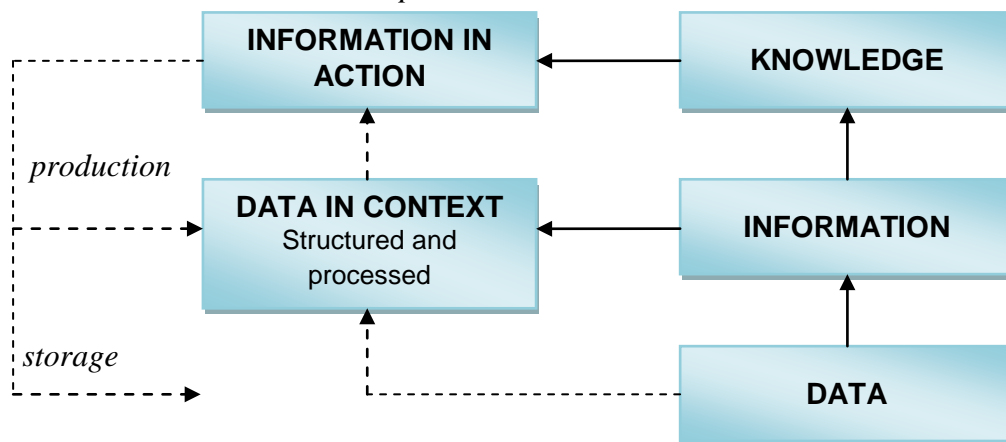 INFORMATION IN
ACTION
KNOWLEDGE
production
DATA IN CONTEXT
Structured and
processed
INFORMATION
storage
DATA